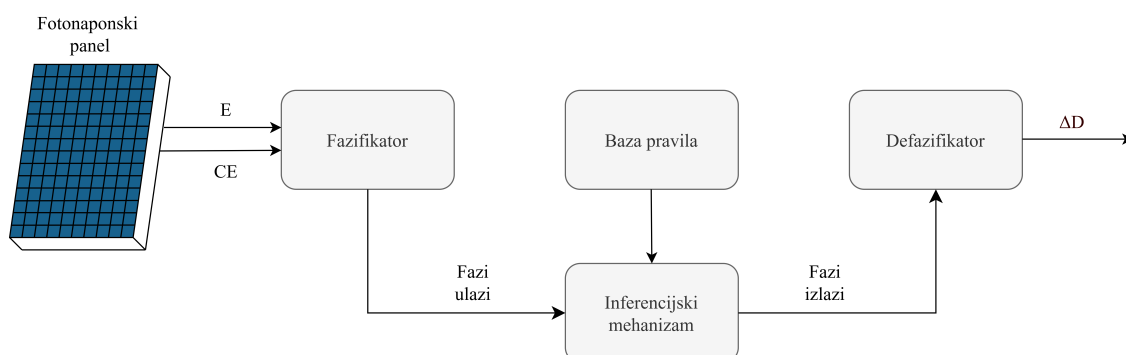 Fotonaponski
panel
E
CE
Fazifikator
Baza pravila
Defazifikator
ΔD
Fazi
ulazi
Inferencijski
mehanizam
Fazi
izlazi